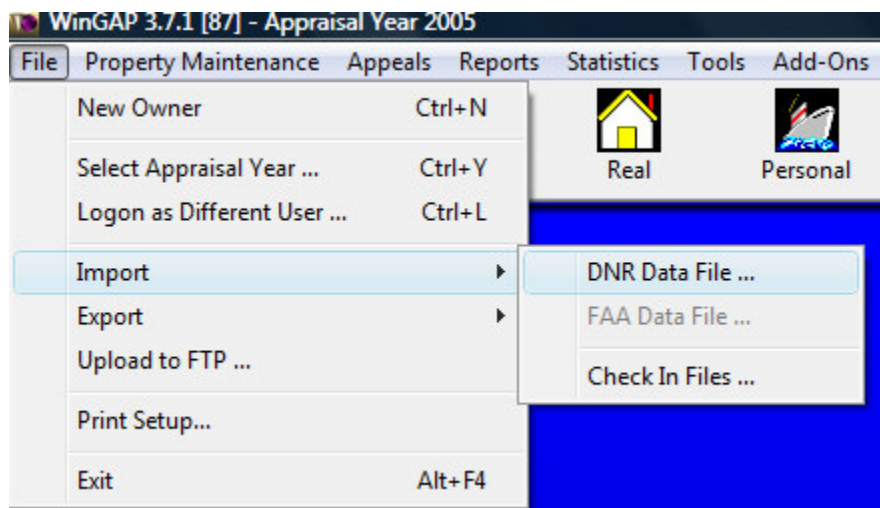 WinGAP 3.7.1 [87] - Appraisal Year 2005
File Property Maintenance Appeals Reports Statistics Tools Add-Ons
New Owner Ctrl+N
Select Appraisal Year ... Ctrl+Y
Logon as Different User ... Ctrl+L
Import
Export
Upload to FTP ...
Print Setup...
Exit Alt+F4
Real Personal
DNR Data File ...
FAA Data File ...
Check In Files ...